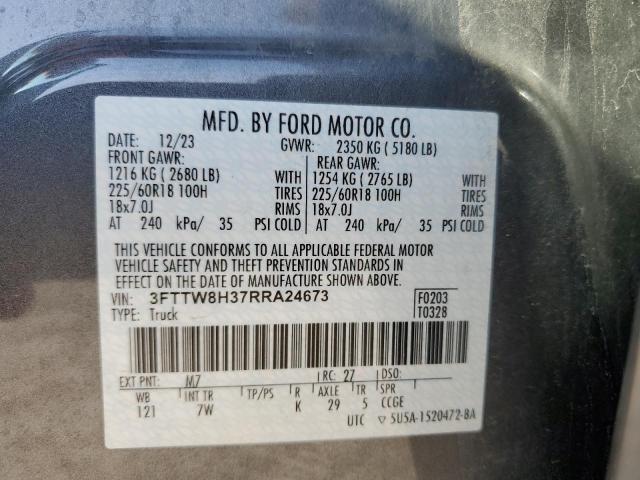 MFD. BY FORD MOTOR CO.
DATE: 12/23 GVWR: 2350 KG ( 5180 LB)
FRONT GAWR: REAR GAWR:
1216 KG ( 2680 LB) WITH 1254 KG ( 2765 LB) WITH
225/60R18 100H TIRES 225/60R18 100H TIRES
18x7.0J RIMS 18x7.0J RIMS
AT 240 kPa/ 35 PSI COLD AT 240 kPa/ 35 PSI COLD
THIS VEHICLE CONFORMS TO ALL APPLICABLE FEDERAL MOTOR
VEHICLE SAFETY AND THEFT PREVENTION STANDARDS IN
EFFECT ON THE DATE OF MANUFACTURE SHOWN ABOVE.
VIN: 3FTTW8H37RRA24673 F0203
TYPE: Truck T0328
EXT PNT: M7 RC: 27 DSO:
WB INT TR TP/PS R AXLE TR SPR
121 7W K 29 5 CCGE
UTC ▽ 5U5A-1520472-BA